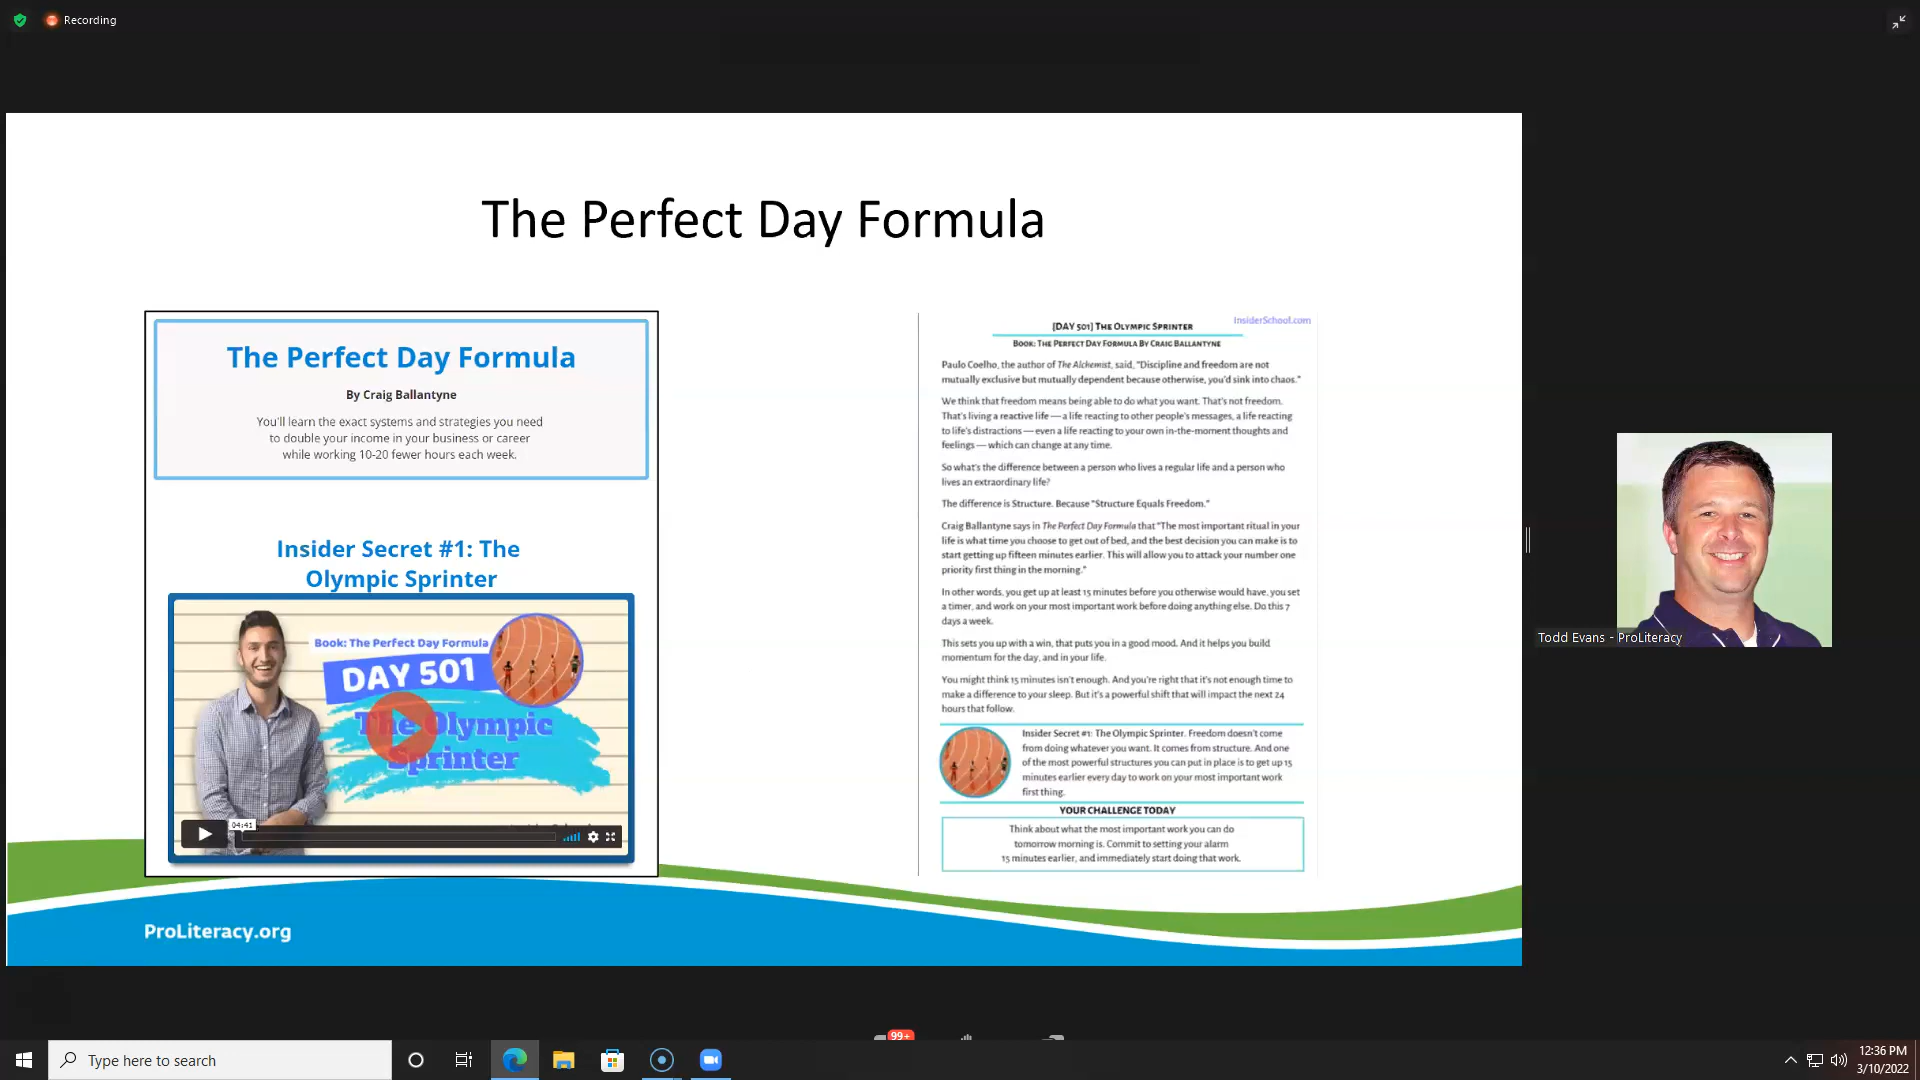 Recording
The Perfect Day Formula
The Perfect Day Formula
By Craig Ballantyne
You'll learn the exact systems and strategies you need
to double your income in your business or career
while working 10-20 fewer hours each week.
Insider Secret #1: The
Olympic Sprinter
Book: The Perfect Day Formula
DAY 501
The Olympic
Sprinter
04:41
InsiderSchool.com
[DAY 501] THE OLYMPIC SPRINTER
BOOK: THE PERFECT DAY FORMULA BY CRAIG BALLANTYNE
Paulo Coelho, the author of The Alchemist, said, "Discipline and freedom are not
mutually exclusive but mutually dependent because otherwise, you'd sink into chaos."
We think that freedom means being able to do what you want. That's not freedom.
That's living a reactive life — a life reacting to other people's messages, a life reacting
to life's distractions — even a life reacting to your own in-the-moment thoughts and
feelings — which can change at any time.
So what's the difference between a person who lives a regular life and a person who
lives an extraordinary life?
The difference is Structure. Because "Structure Equals Freedom."
Craig Ballantyne says in The Perfect Day Formula that "The most important ritual in your
life is what time you choose to get out of bed, and the best decision you can make is to
start getting up fifteen minutes earlier. This will allow you to attack your number one
priority first thing in the morning."
In other words, you get up at least 15 minutes before you otherwise would have, you set
a timer, and work on your most important work before doing anything else. Do this 7
days a week.
This sets you up with a win, that puts you in a good mood. And it helps you build
momentum for the day, and in your life.
You might think 15 minutes isn't enough. And you're right that it's not enough time to
make a difference to your sleep. But it's a powerful shift that will impact the next 24
hours that follow.
Insider Secret #1: The Olympic Sprinter. Freedom doesn't come
from doing whatever you want. It comes from structure. And one
of the most powerful structures you can put in place is to get up 15
minutes earlier every day to work on your most important work
first thing.
YOUR CHALLENGE TODAY
Think about what the most important work you can do
tomorrow morning is. Commit to setting your alarm
15 minutes earlier, and immediately start doing that work.
ProLiteracy.org
Todd Evans - ProLiteracy
99+
Type here to search
12:36 PM
3/10/2022